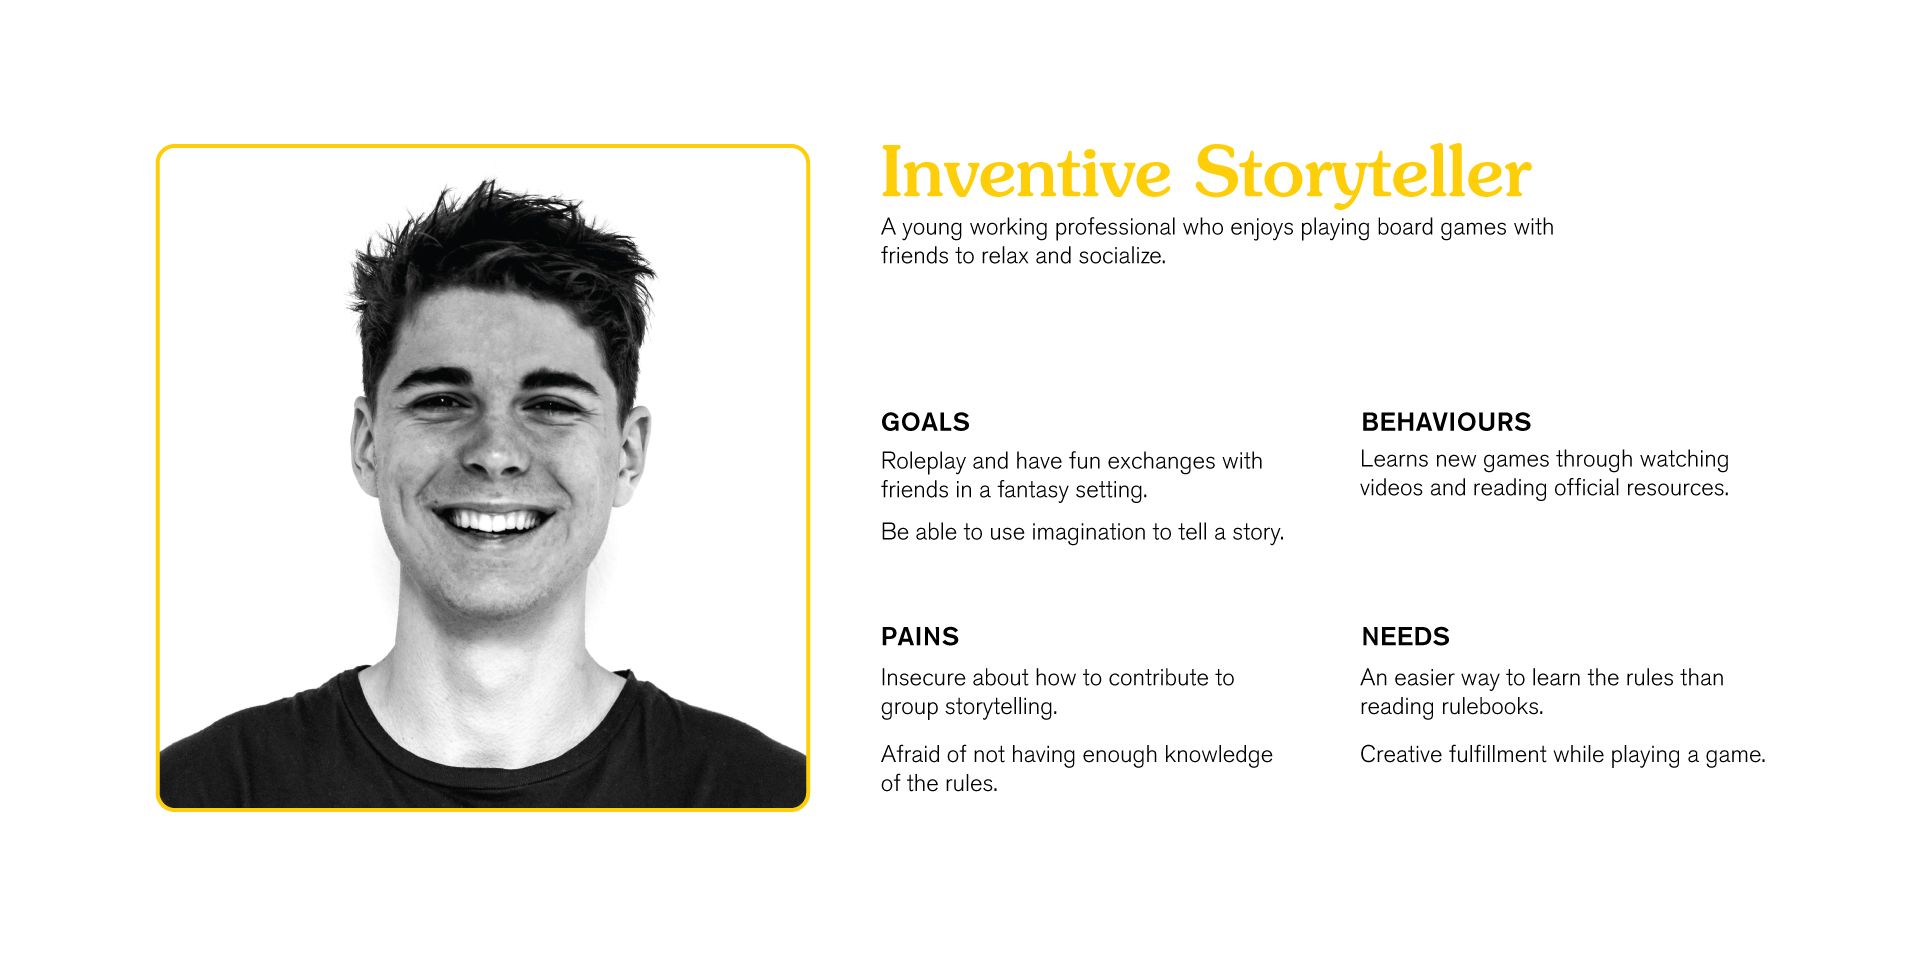 Inventive Storyteller
A young working professional who enjoys playing board games with
friends to relax and socialize.
GOALS
Roleplay and have fun exchanges with
friends in a fantasy setting.
Be able to use imagination to tell a story.
BEHAVIOURS
Learns new games through watching
videos and reading official resources.
PAINS
Insecure about how to contribute to
group storytelling.
Afraid of not having enough knowledge
of the rules.
NEEDS
An easier way to learn the rules than
reading rulebooks.
Creative fulfillment while playing a game.